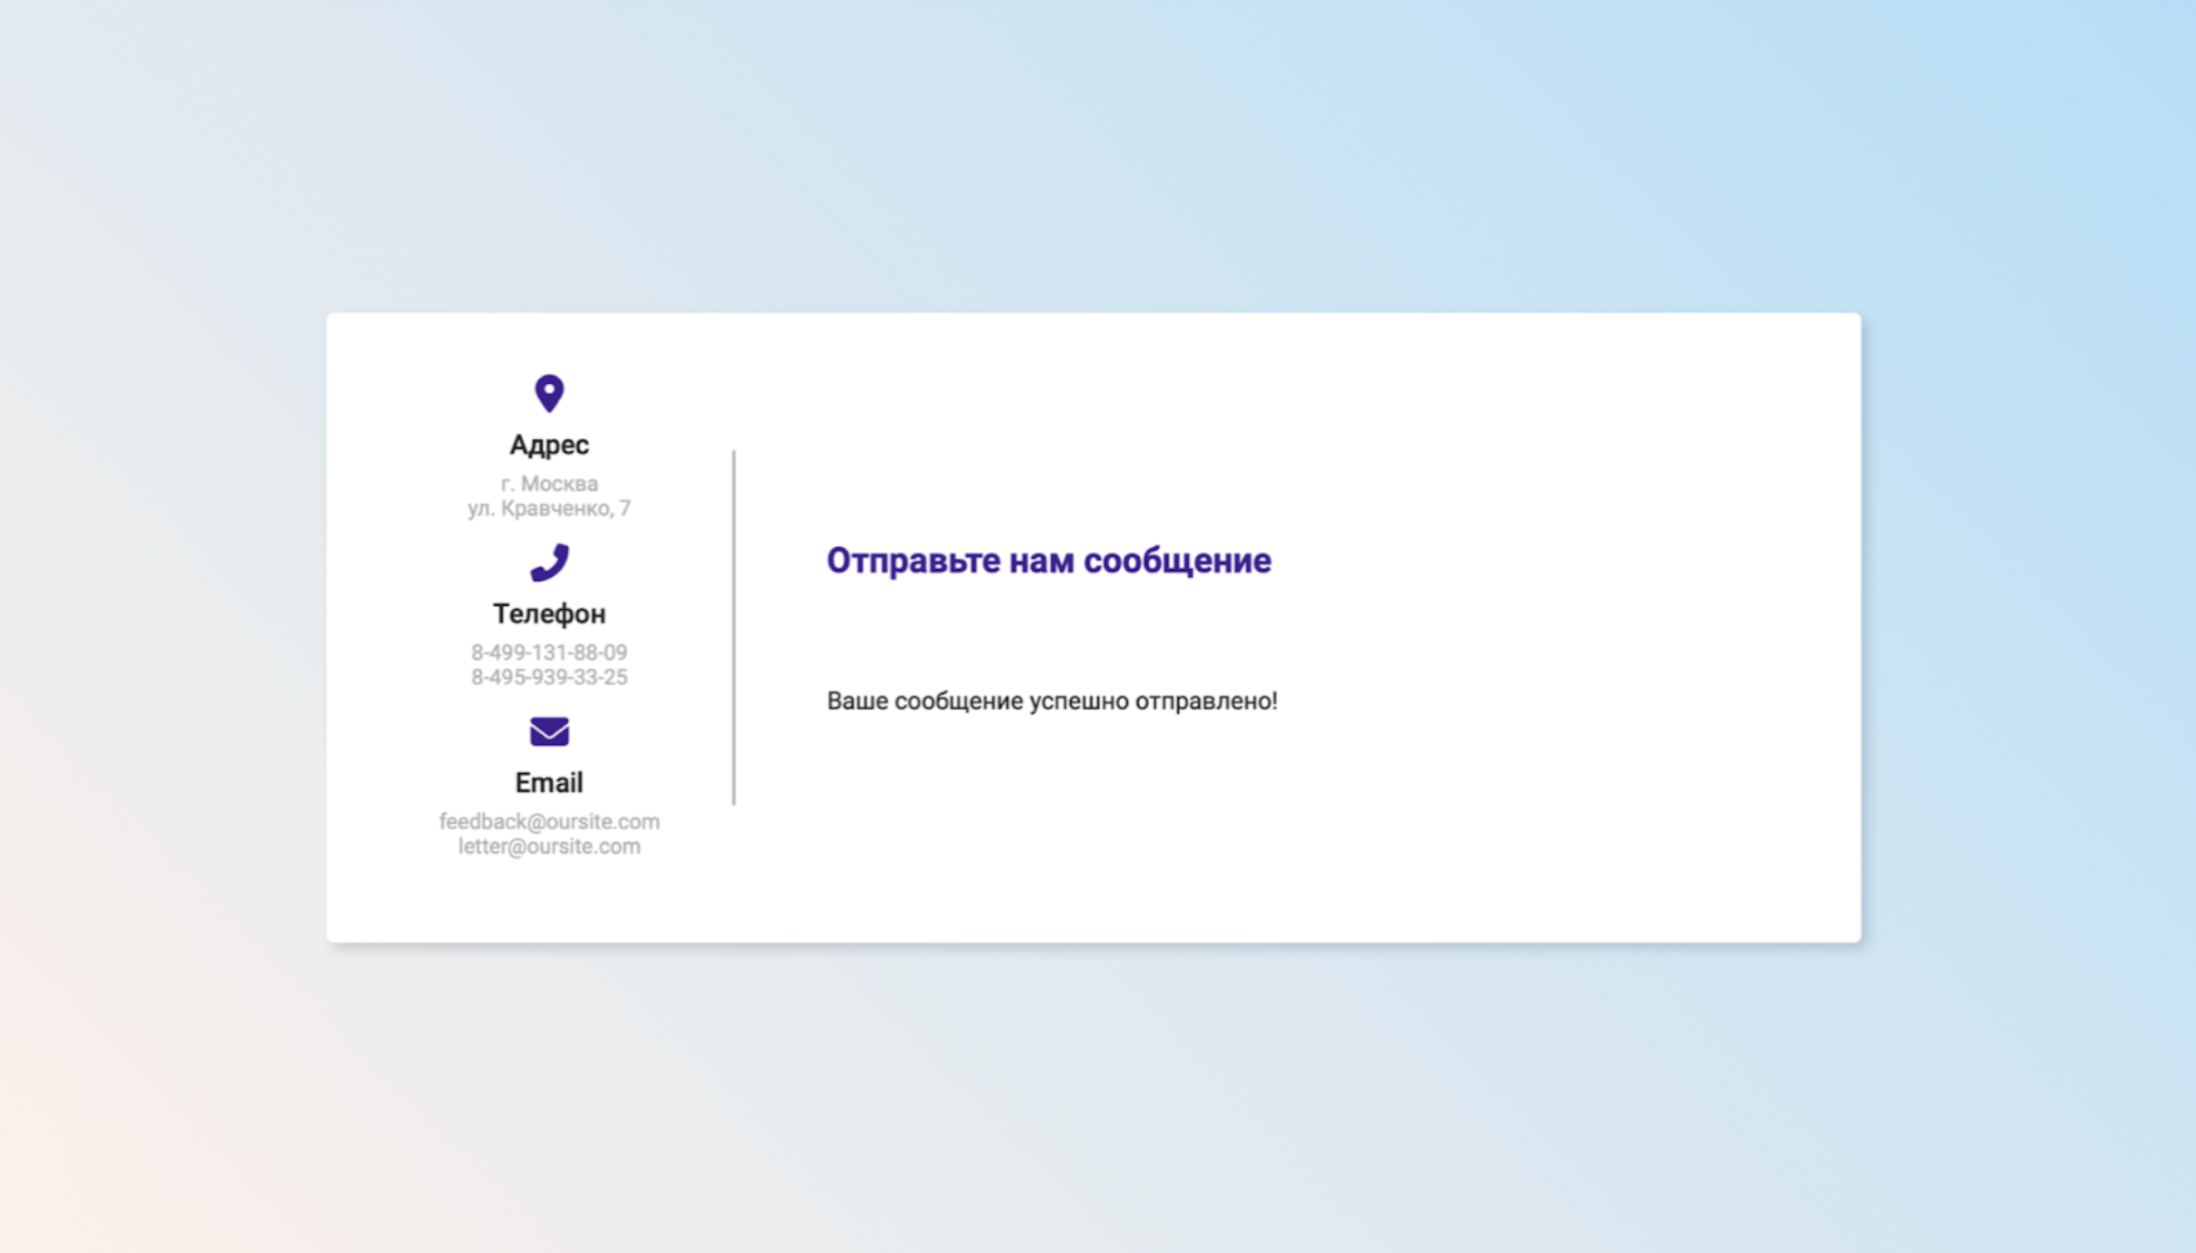 Адрес
г. Москва
ул. Кравченко, 7
Телефон
8-499-131-88-09
8-495-939-33-25
Email
feedback@oursite.com
letter@oursite.com
Отправьте нам сообщение
Ваше сообщение успешно отправлено!